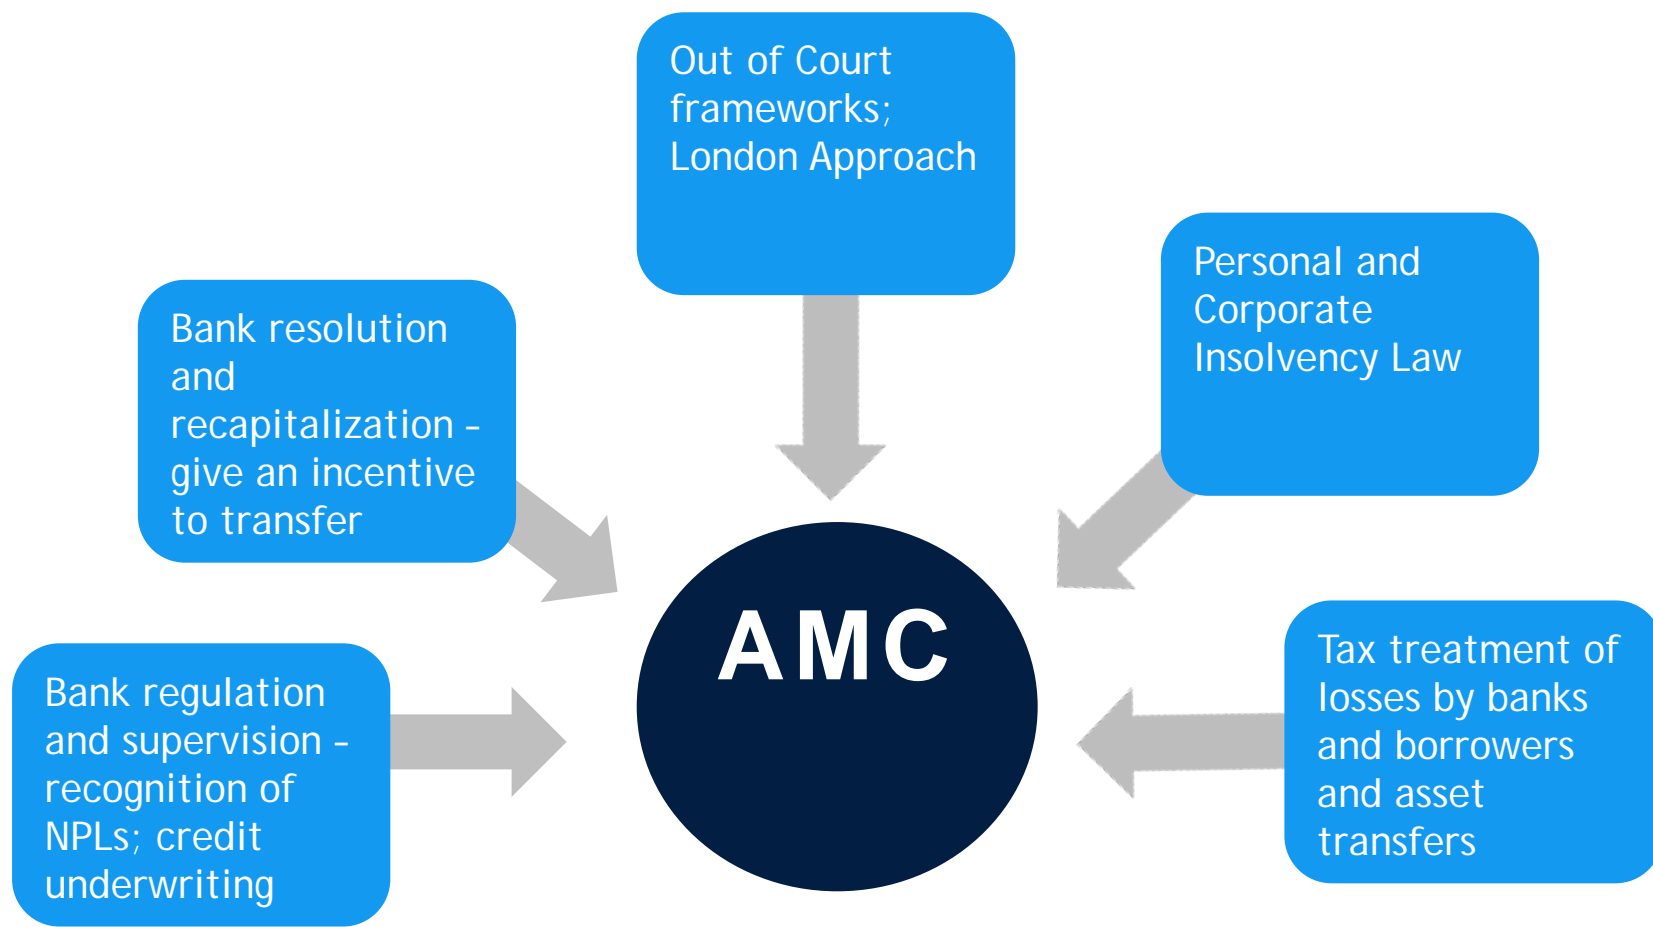 Out of Court
frameworks;
London Approach
Personal and
Corporate
Insolvency Law
Bank resolution
and
recapitalization –
give an incentive
to transfer
AMC
Tax treatment of
losses by banks
and borrowers
and asset
transfers
Bank regulation
and supervision –
recognition of
NPLs; credit
underwriting